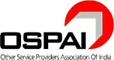 OSPAI
Other Service Providers Association Of India